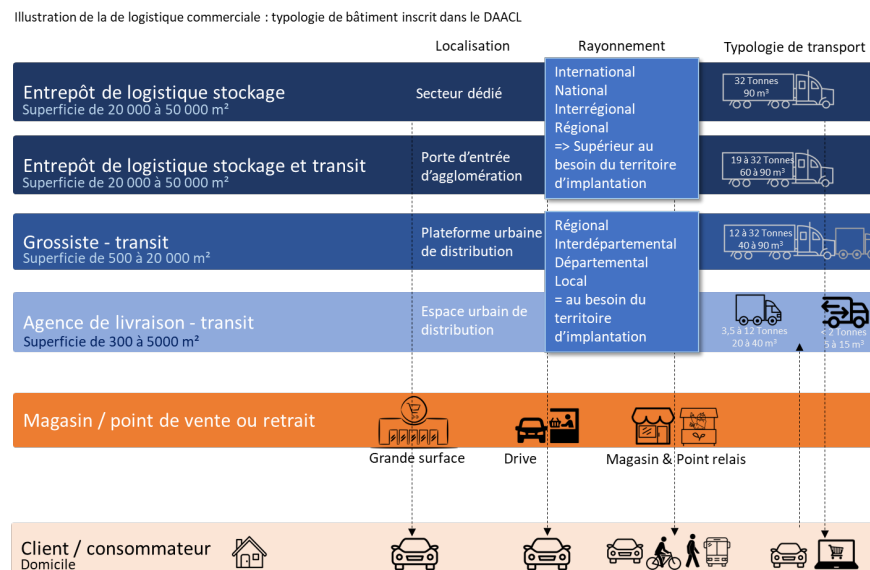 Illustration de la de logistique commerciale : typologie de bâtiment inscrit dans le DAACL
Localisation
Rayonnement
Typologie de transport
Entrepôt de logistique stockage
Superficie de 20 000 à 50 000 m²
Secteur dédié
International
National
Interrégional
Régional
=> Supérieur au
besoin du territoire
d'implantation
32 Tonnes
90 m³
Entrepôt de logistique stockage et transit
Superficie de 20 000 à 50 000 m²
Porte d'entrée
d'agglomération
19 à 32 Tonnes
60 à 90 m³
Grossiste - transit
Superficie de 500 à 20 000 m²
Plateforme urbaine
de distribution
Régional
Interdépartemental
Départemental
Local
= au besoin du
territoire
d'implantation
12 à 32 Tonnes
40 à 90 m³
Agence de livraison - transit
Superficie de 300 à 5000 m²
Espace urbain de
distribution
3,5 à 12 Tonnes
20 à 40 m³
< 2 Tonnes
5 à 15 m³
Magasin / point de vente ou retrait
Grande surface
Drive
Magasin & Point relais
Client / consommateur
Domicile